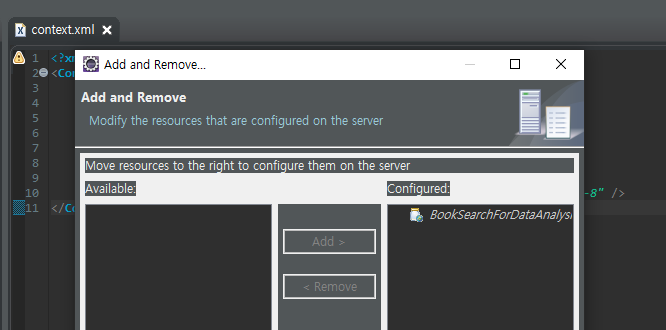 context.xml
1 <?xm
2 <Con
3
4
5
6
7
8
9
10 -8" />
11 </Co
Add and Remove...
Add and Remove
Modify the resources that are configured on the server
Move resources to the right to configure them on the server
Available:
Configured:
BookSearchForDataAnalysi
Add >
< Remove